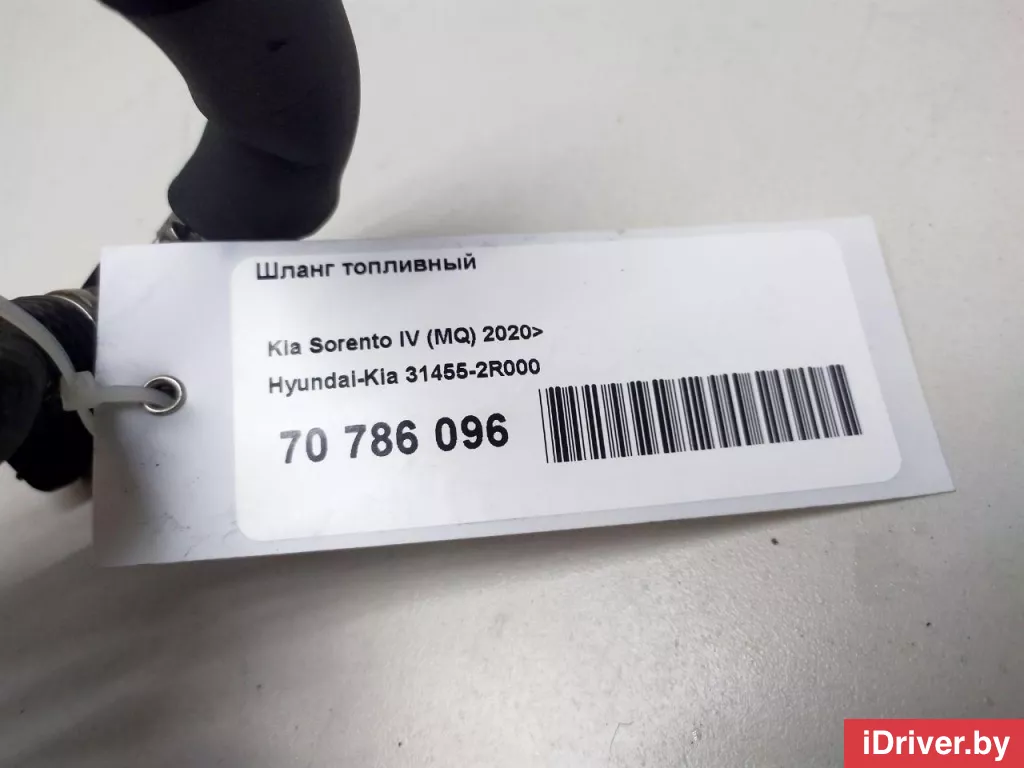 Шланг топливный
Kia Sorento IV (MQ) 2020>
Hyundai-Kia 31455-2R000
70 786 096
iDriver.by